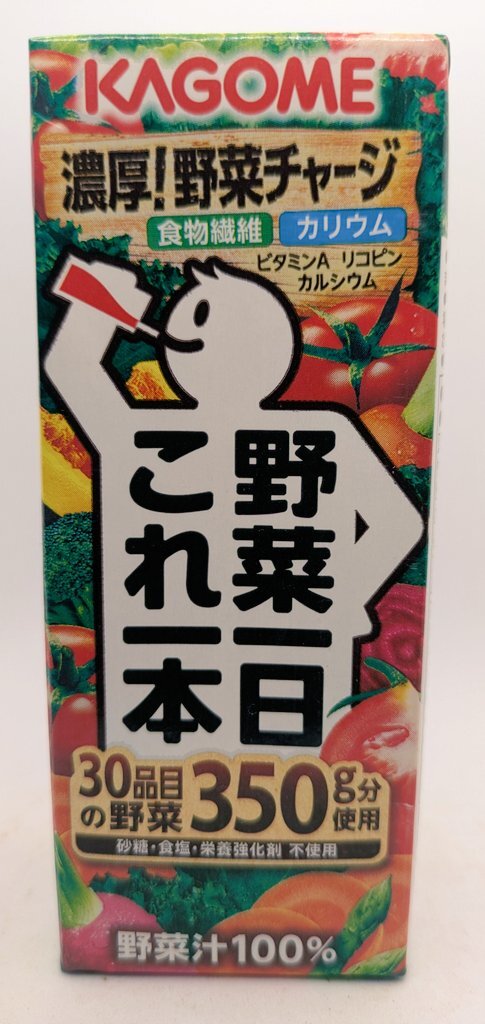 KAGOME
濃厚!野菜チャージ
食物繊維 カリウム
ビタミンA リコピン
カルシウム
野菜一日
これ一本
30品目
の野菜
350g分
使用
砂糖・食塩・栄養強化剤 不使用
野菜汁100%